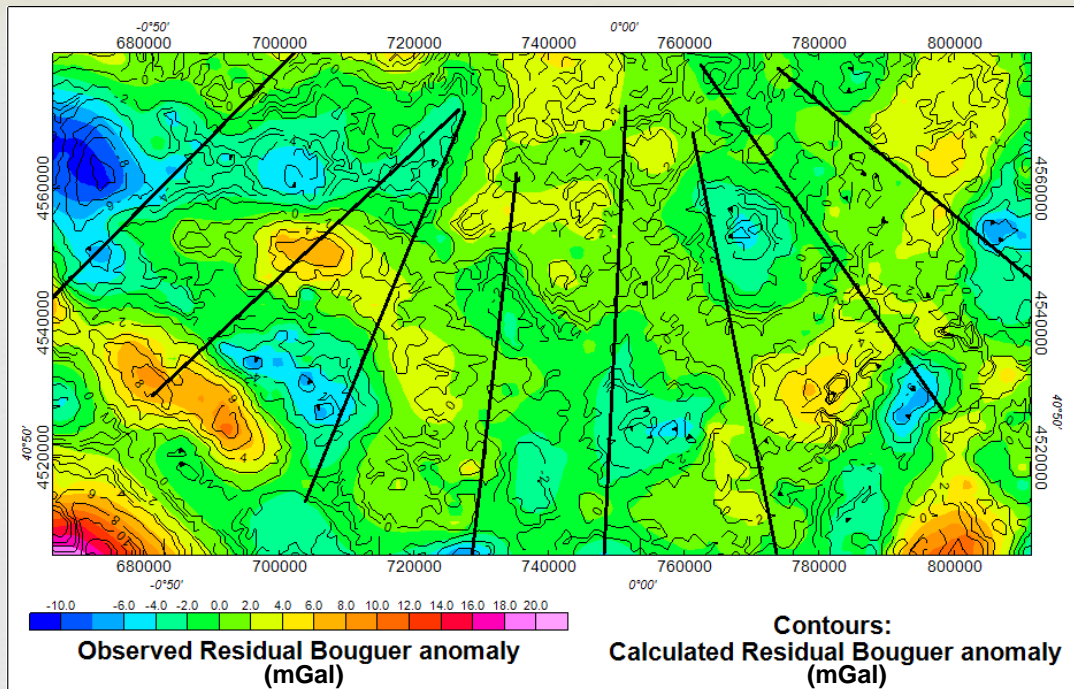 -0°50' 0°00'
680000 700000 720000 740000 760000 780000 800000
4560000 4560000
4540000 4540000
40°50' 4520000 4520000 40°50'
680000 700000 720000 740000 760000 780000 800000
-0°50' 0°00'
-10.0 -6.0 -4.0 -2.0 0.0 2.0 4.0 6.0 8.0 10.0 12.0 14.0 16.0 18.0 20.0
Observed Residual Bouguer anomaly
(mGal)
Contours:
Calculated Residual Bouguer anomaly
(mGal)